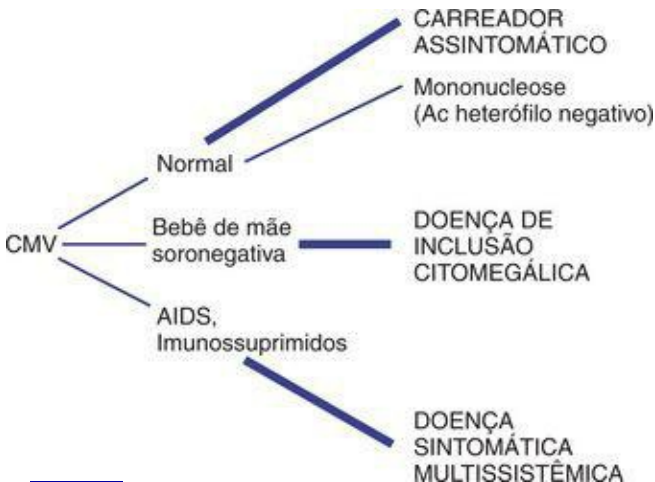 CARREADOR
ASSINTOMÁTICO
Mononucleose
(Ac heterófilo negativo)
Normal
CMV
Bebê de mãe
soronegativa
DOENÇA DE
INCLUSÃO
CITOMEGÁLICA
AIDS,
Imunossuprimidos
DOENÇA
SINTOMÁTICA
MULTISSISTÊMICA